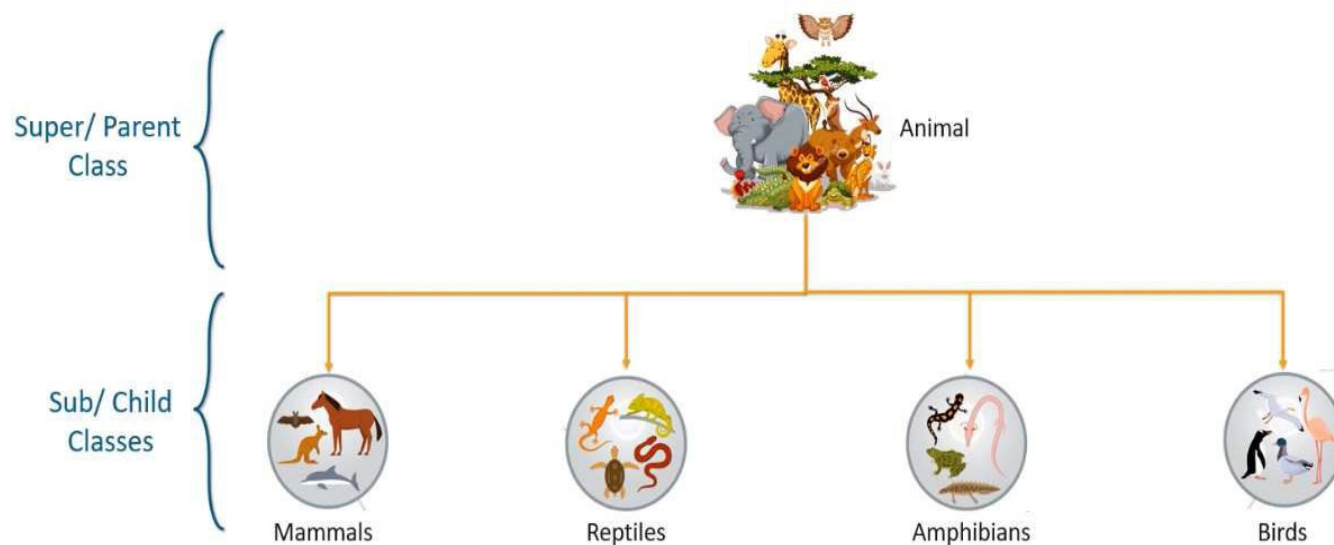 Super/ Parent
Class
Animal
Sub/ Child
Classes
Mammals
Reptiles
Amphibians
Birds